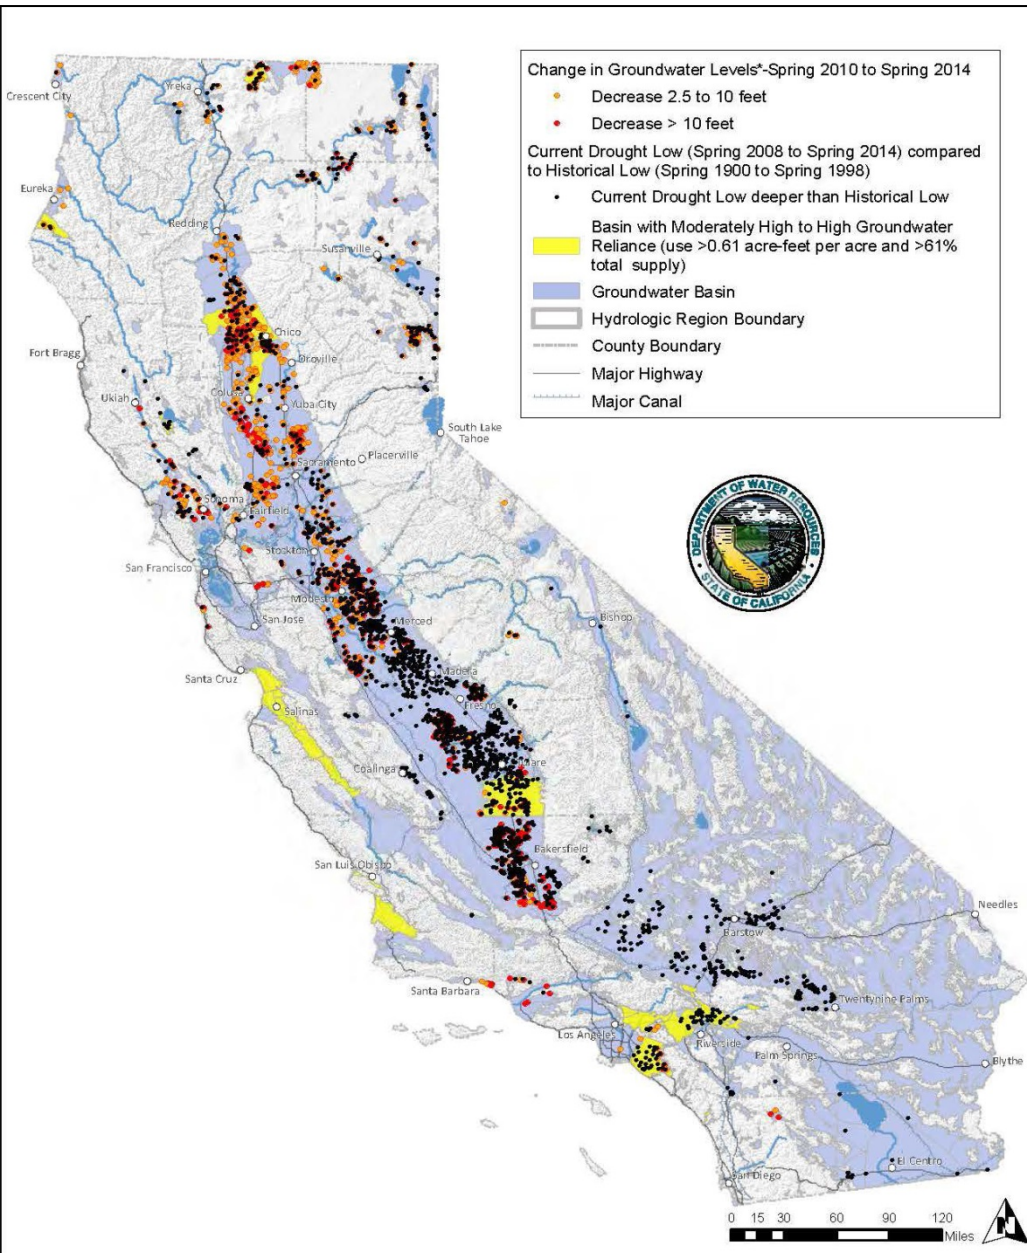 Change in Groundwater Levels*-Spring 2010 to Spring 2014
Decrease 2.5 to 10 feet
Decrease > 10 feet
Current Drought Low (Spring 2008 to Spring 2014) compared
to Historical Low (Spring 1900 to Spring 1998)
Current Drought Low deeper than Historical Low
Basin with Moderately High to High Groundwater
Reliance (use >0.61 acre-feet per acre and >61%
total supply)
Groundwater Basin
Hydrologic Region Boundary
County Boundary
Major Highway
Major Canal
Crescent City
Yreka
Eureka
Redding
Susanville
Chico
Fort Bragg
Oroville
Colusa
Ukiah
Yuba City
South Lake
Tahoe
Placerville
Sacramento
Sonoma
Fairfield
DEPARTMENT OF WATER RESOURCES
STATE OF CALIFORNIA
Stockton
San Francisco
Modesto
San Jose
Merced
Bishop
Santa Cruz
Madera
Fresno
Salinas
Coalinga
San Luis Obispo
Bakersfield
Needles
Barstow
Santa Barbara
Twentynine Palms
Los Angeles
Riverside
Palm Springs
Blythe
El Centro
San Diego
0 15 30 60 90 120
Miles
N